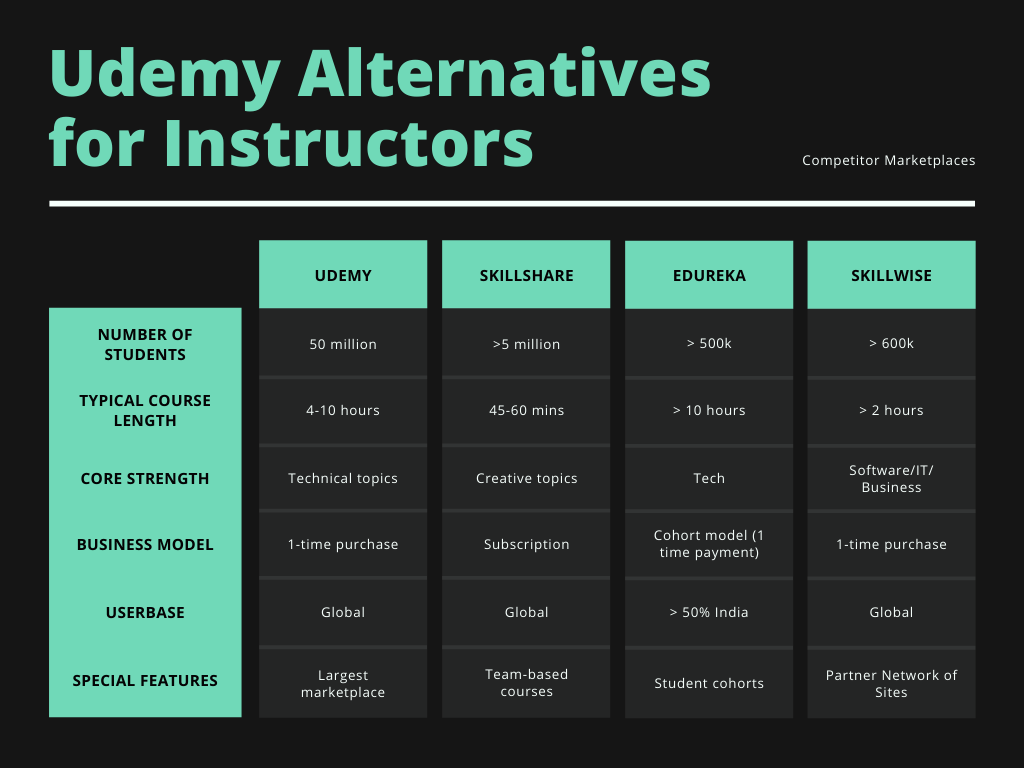 Udemy Alternatives
for Instructors
Competitor Marketplaces
UDEMY
SKILLSHARE
EDUREKA
SKILLWISE
NUMBER OF
STUDENTS
50 million
>5 million
> 500k
> 600k
TYPICAL COURSE
LENGTH
4-10 hours
45-60 mins
> 10 hours
> 2 hours
CORE STRENGTH
Technical topics
Creative topics
Tech
Software/IT/
Business
BUSINESS MODEL
1-time purchase
Subscription
Cohort model (1
time payment)
1-time purchase
USERBASE
Global
Global
> 50% India
Global
SPECIAL FEATURES
Largest
marketplace
Team-based
courses
Student cohorts
Partner Network of
Sites